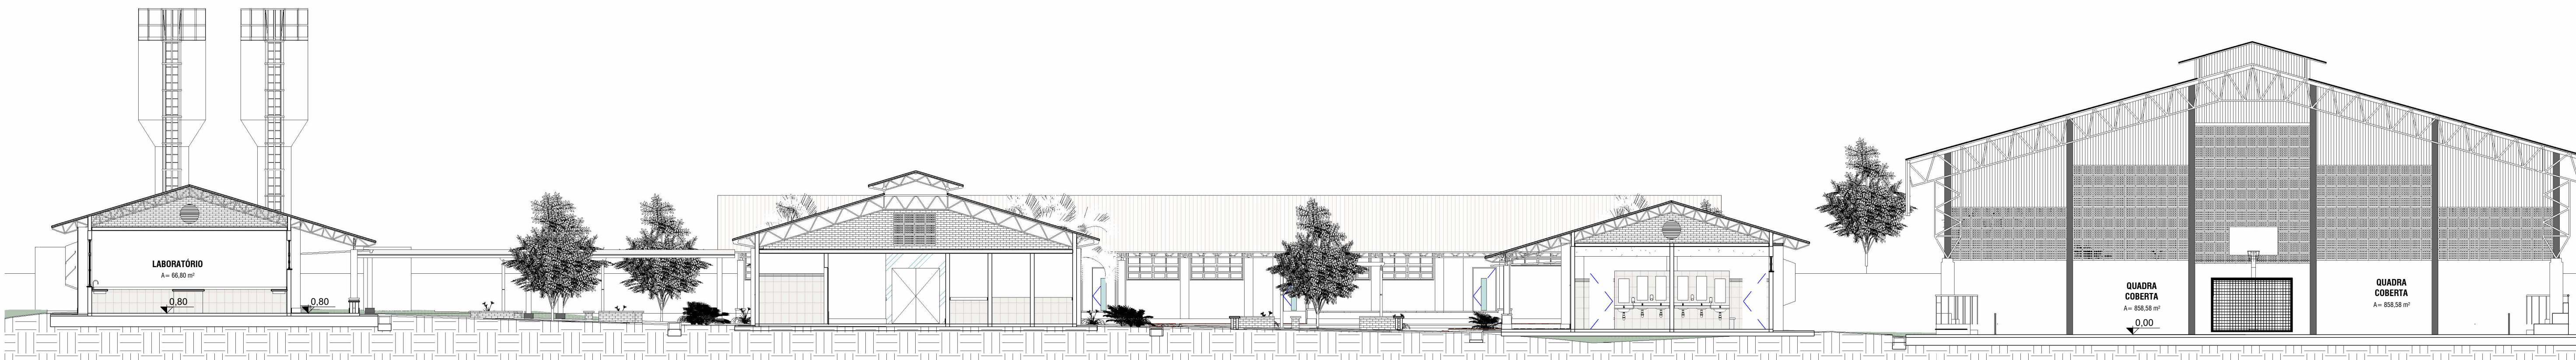 LABORATÓRIO
A= 66,80 m²
0,80
0,80
QUADRA
COBERTA
A= 858,58 m²
0,00
QUADRA
COBERTA
A= 858,58 m²